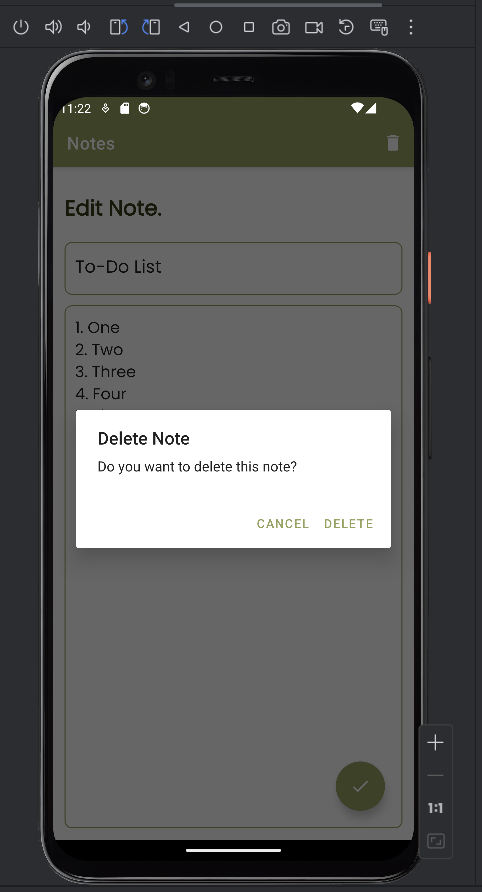 11:22
Notes
Edit Note.
To-Do List
1. One
2. Two
3. Three
4. Four
Delete Note
Do you want to delete this note?
CANCEL DELETE
1:1